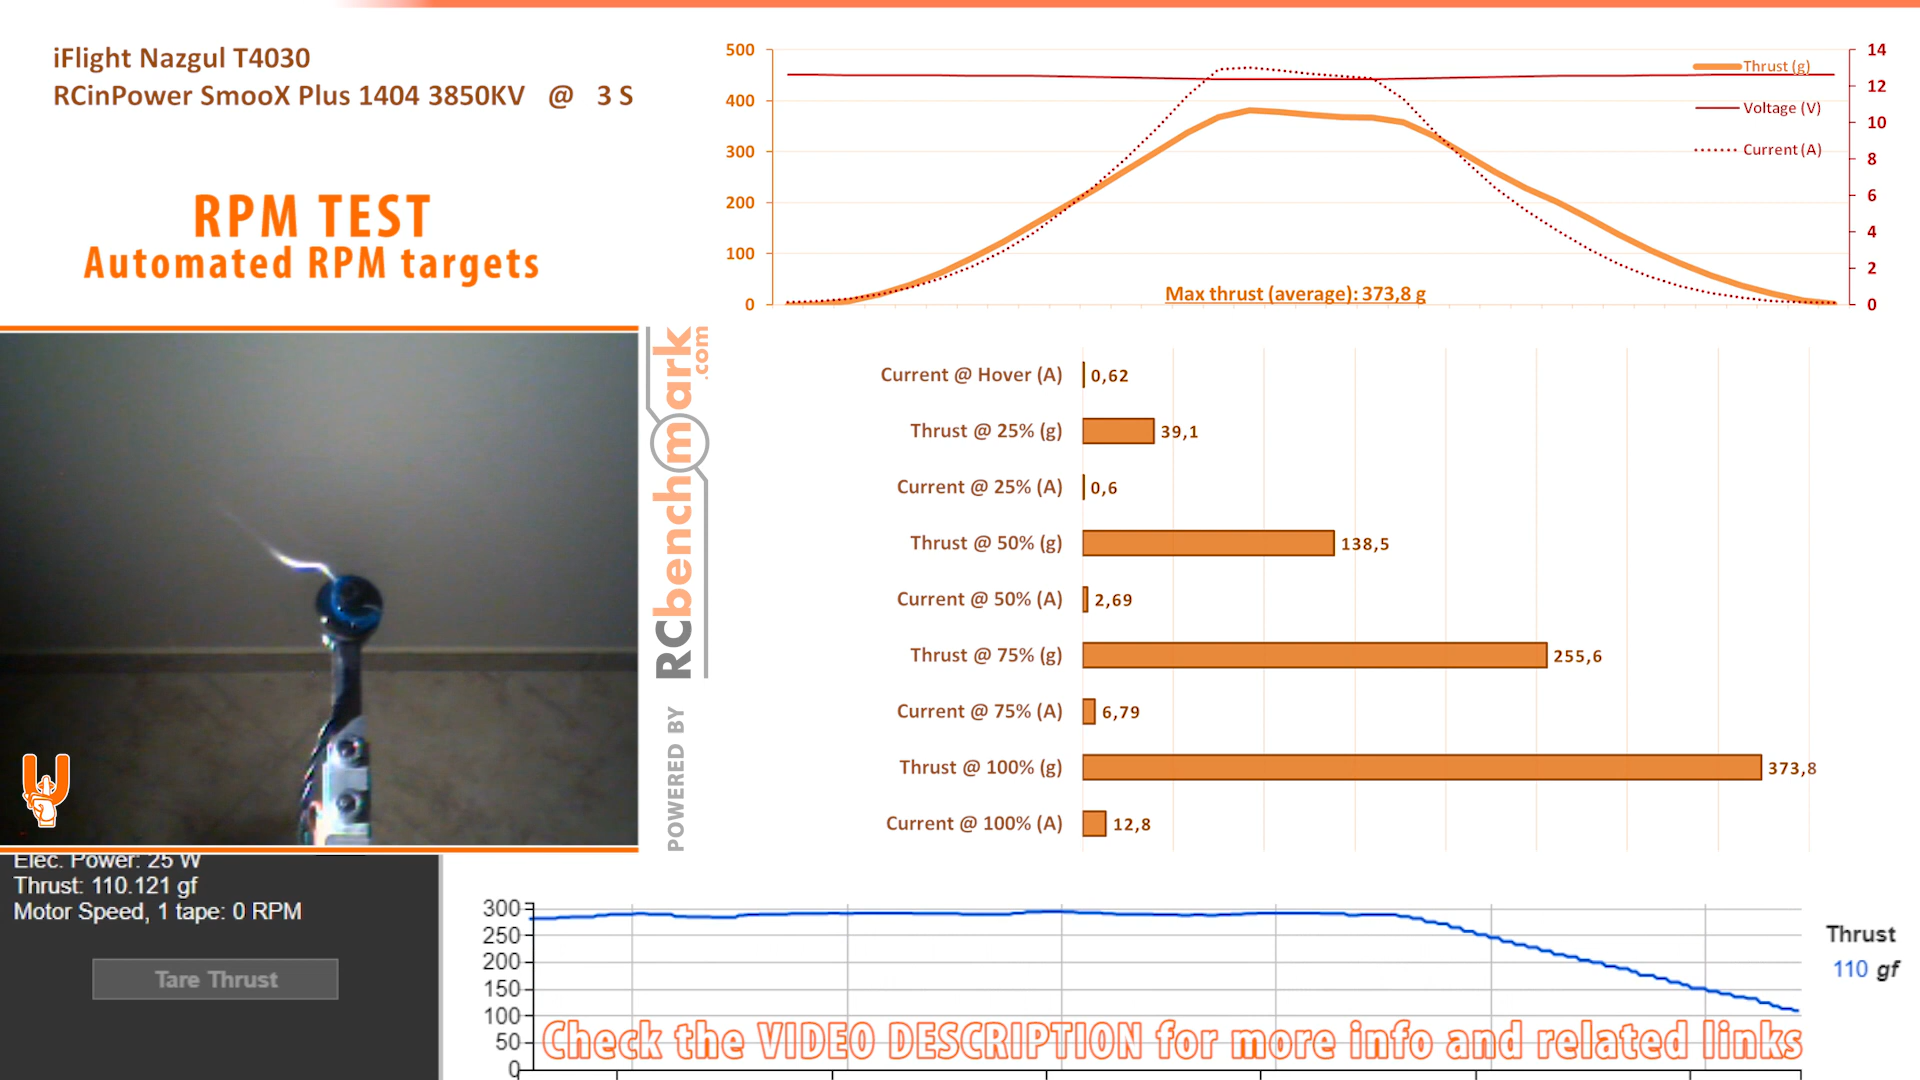 iFlight Nazgul T4030
RCinPower SmooX Plus 1404 3850KV @ 3 S
RPM TEST
Automated RPM targets
500
400
300
200
100
0
14
12
10
8
6
4
2
0
Thrust (g)
Voltage (V)
Current (A)
Max thrust (average): 373,8 g
POWERED BY RCbenchmark.com
Current @ Hover (A) 0,62
Thrust @ 25% (g) 39,1
Current @ 25% (A) 0,6
Thrust @ 50% (g) 138,5
Current @ 50% (A) 2,69
Thrust @ 75% (g) 255,6
Current @ 75% (A) 6,79
Thrust @ 100% (g) 373,8
Current @ 100% (A) 12,8
Elec. Power: 25 W
Thrust: 110.121 gf
Motor Speed, 1 tape: 0 RPM
Tare Thrust
300
250
200
150
100
50
0
Thrust
110 gf
Check the VIDEO DESCRIPTION for more info and related links